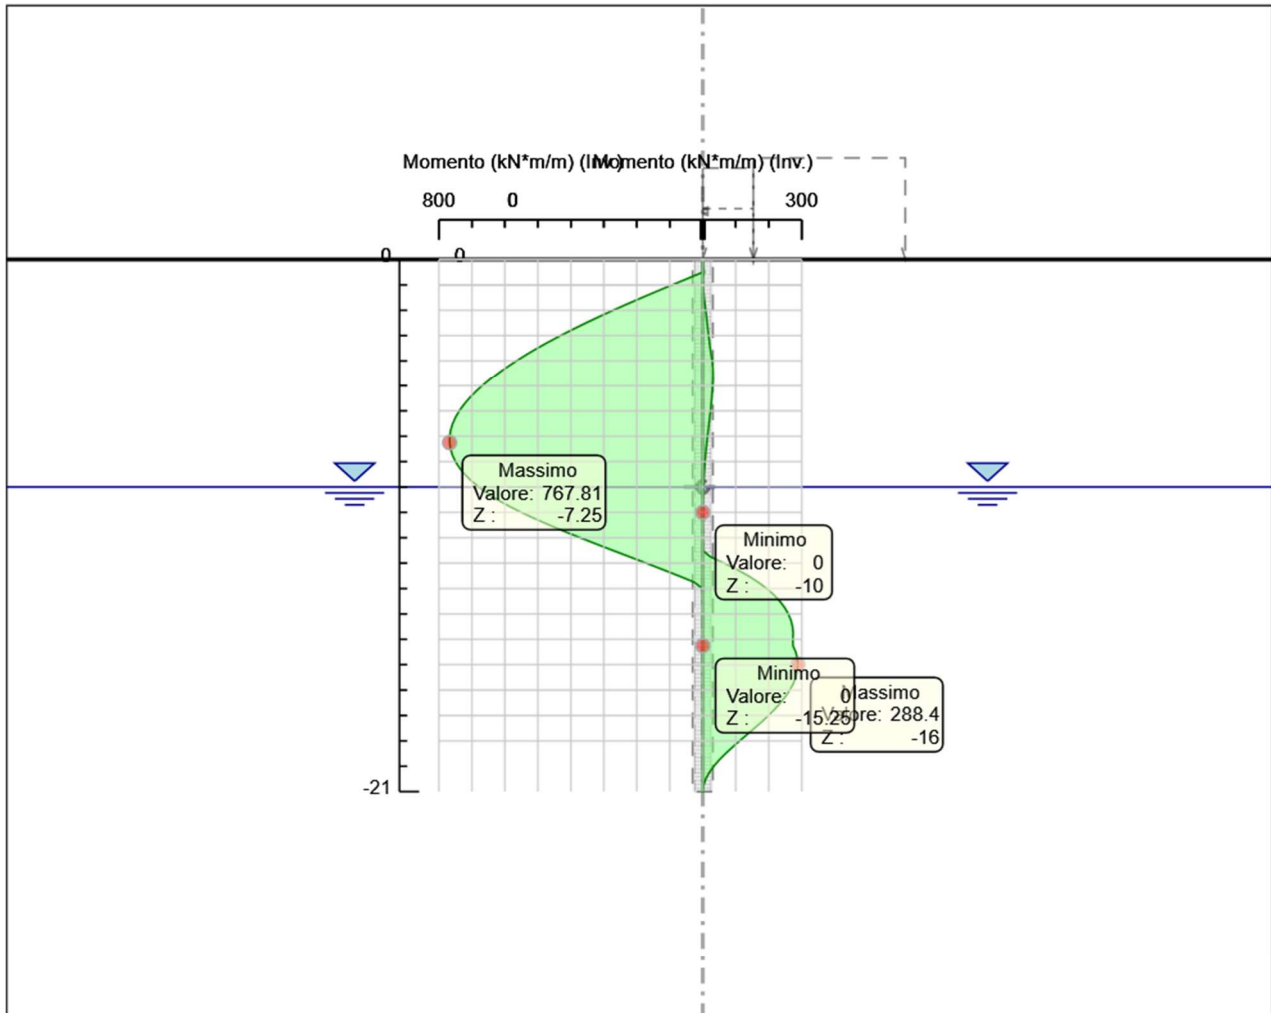 Momento (kN*m/m) (Inv.)
Momento (kN*m/m) (Inv.)
800
0
300
0
0
Massimo
Valore: 767.81
Z : -7.25
Minimo
Valore: 0
Z : -10
Minimo
Valore: 0
Z : -15.25
Massimo
Valore: 288.4
Z : -16
-21